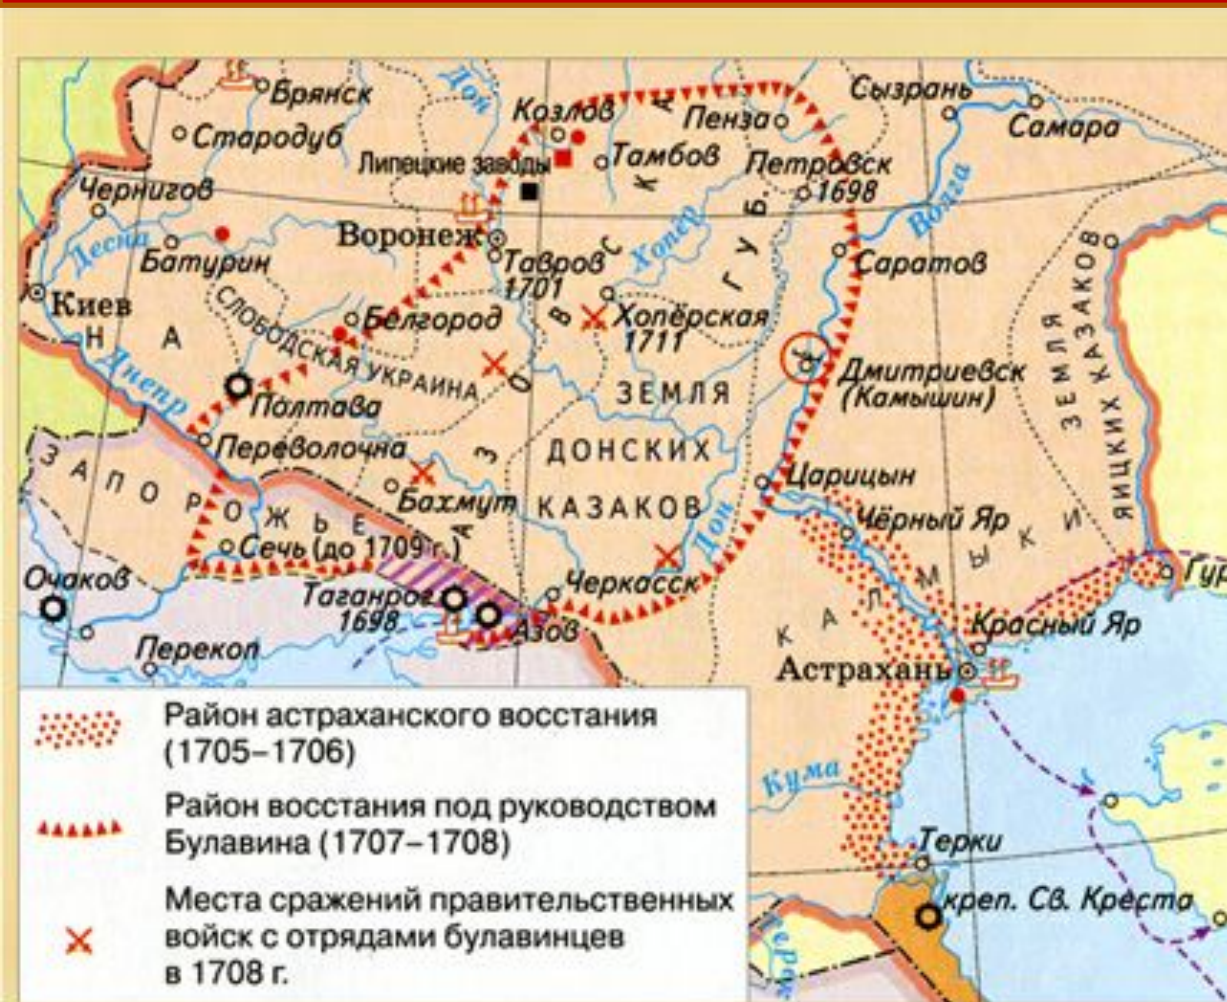 Брянск
Стародуб
Чернигов
Десна
Батурин
Киев
Днепр
Дон
Козлов
Липецкие заводы
Тамбов
Пенза
Петровск
1698
Сызрань
Самара
Волга
Воронеж
Тавров
1701
Хопёр
Саратов
Белгород
СЛОБОДСКАЯ УКРАИНА
Хопёрская
1711
Полтава
Переволочна
Бахмут
ЗЕМЛЯ
ДОНСКИХ
КАЗАКОВ
Дмитриевск
(Камышин)
Царицын
Чёрный Яр
ЗЕМЛЯ
ЯИЦКИХ КАЗАКОВ
КАЛМЫКИ
ЗАПОРОЖЬЕ
Сечь (до 1709 г.)
Очаков
Перекоп
Таганрог
1698
Азов
А З О В С К А
Г У Б.
Н А
Черкасск
Дон
Гур
Красный Яр
Астрахань
Кума
Терки
креп. Св. Креста
Район астраханского восстания
(1705–1706)
Район восстания под руководством
Булавина (1707–1708)
Места сражений правительственных
войск с отрядами булавинцев
в 1708 г.